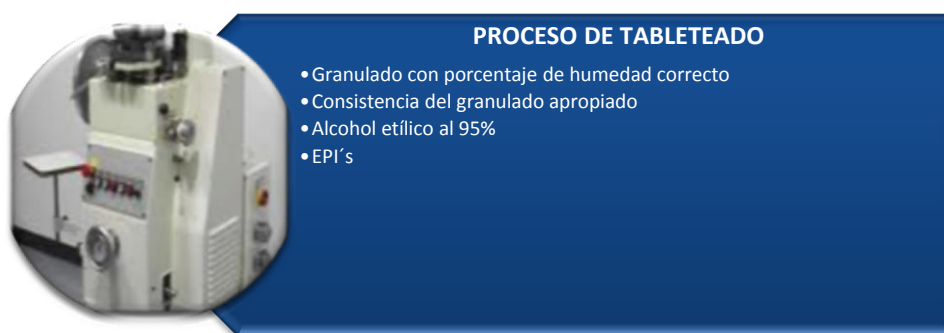 PROCESO DE TABLETEADO
•Granulado con porcentaje de humedad correcto
•Consistencia del granulado apropiado
•Alcohol etílico al 95%
•EPI´s